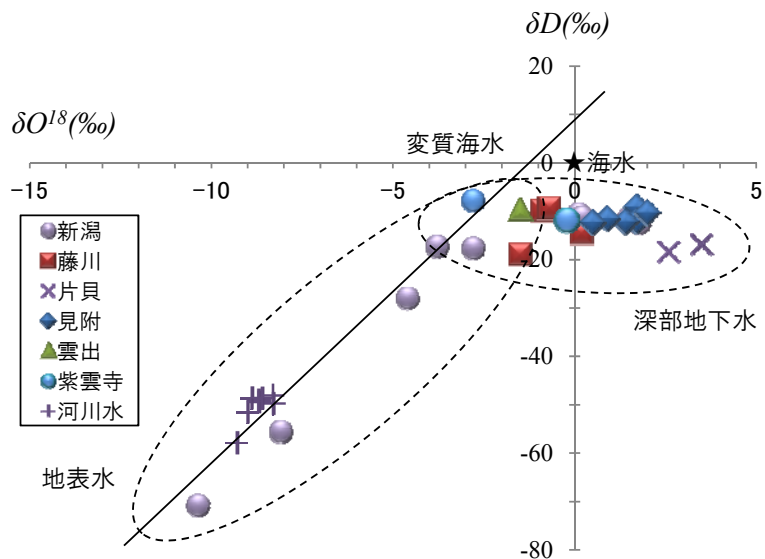 δD(‰)
20
δO18(‰)
変質海水
0
海水
−15
−10
−5
0
5
新潟
藤川
片貝
見附
雲出
紫雲寺
河川水
-20
深部地下水
-40
地表水
-60
-80